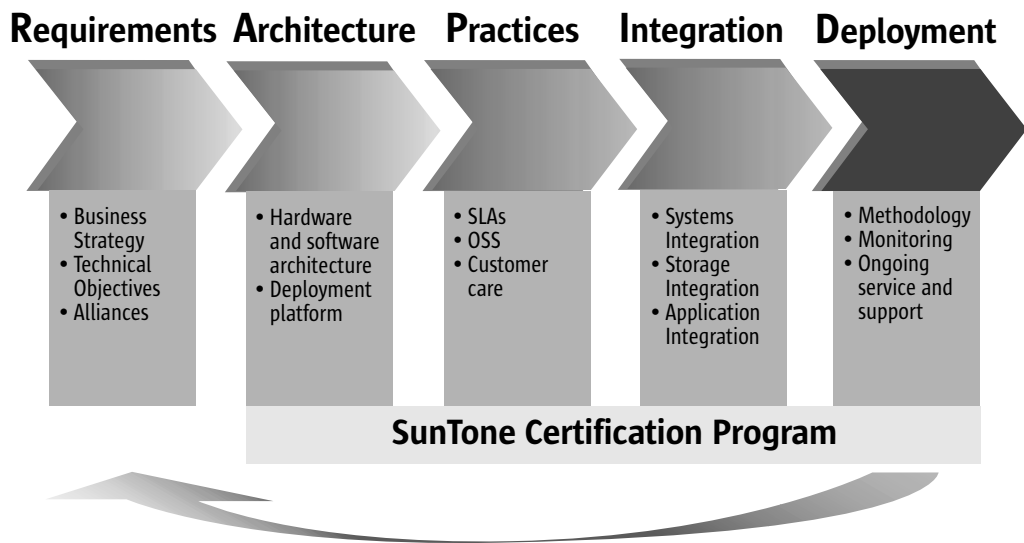 Requirements Architecture Practices Integration Deployment
• Business
Strategy
• Technical
Objectives
• Alliances
• Hardware
and software
architecture
• Deployment
platform
• SLAs
• OSS
• Customer
care
• Systems
Integration
• Storage
Integration
• Application
Integration
• Methodology
• Monitoring
• Ongoing
service and
support
SunTone Certification Program